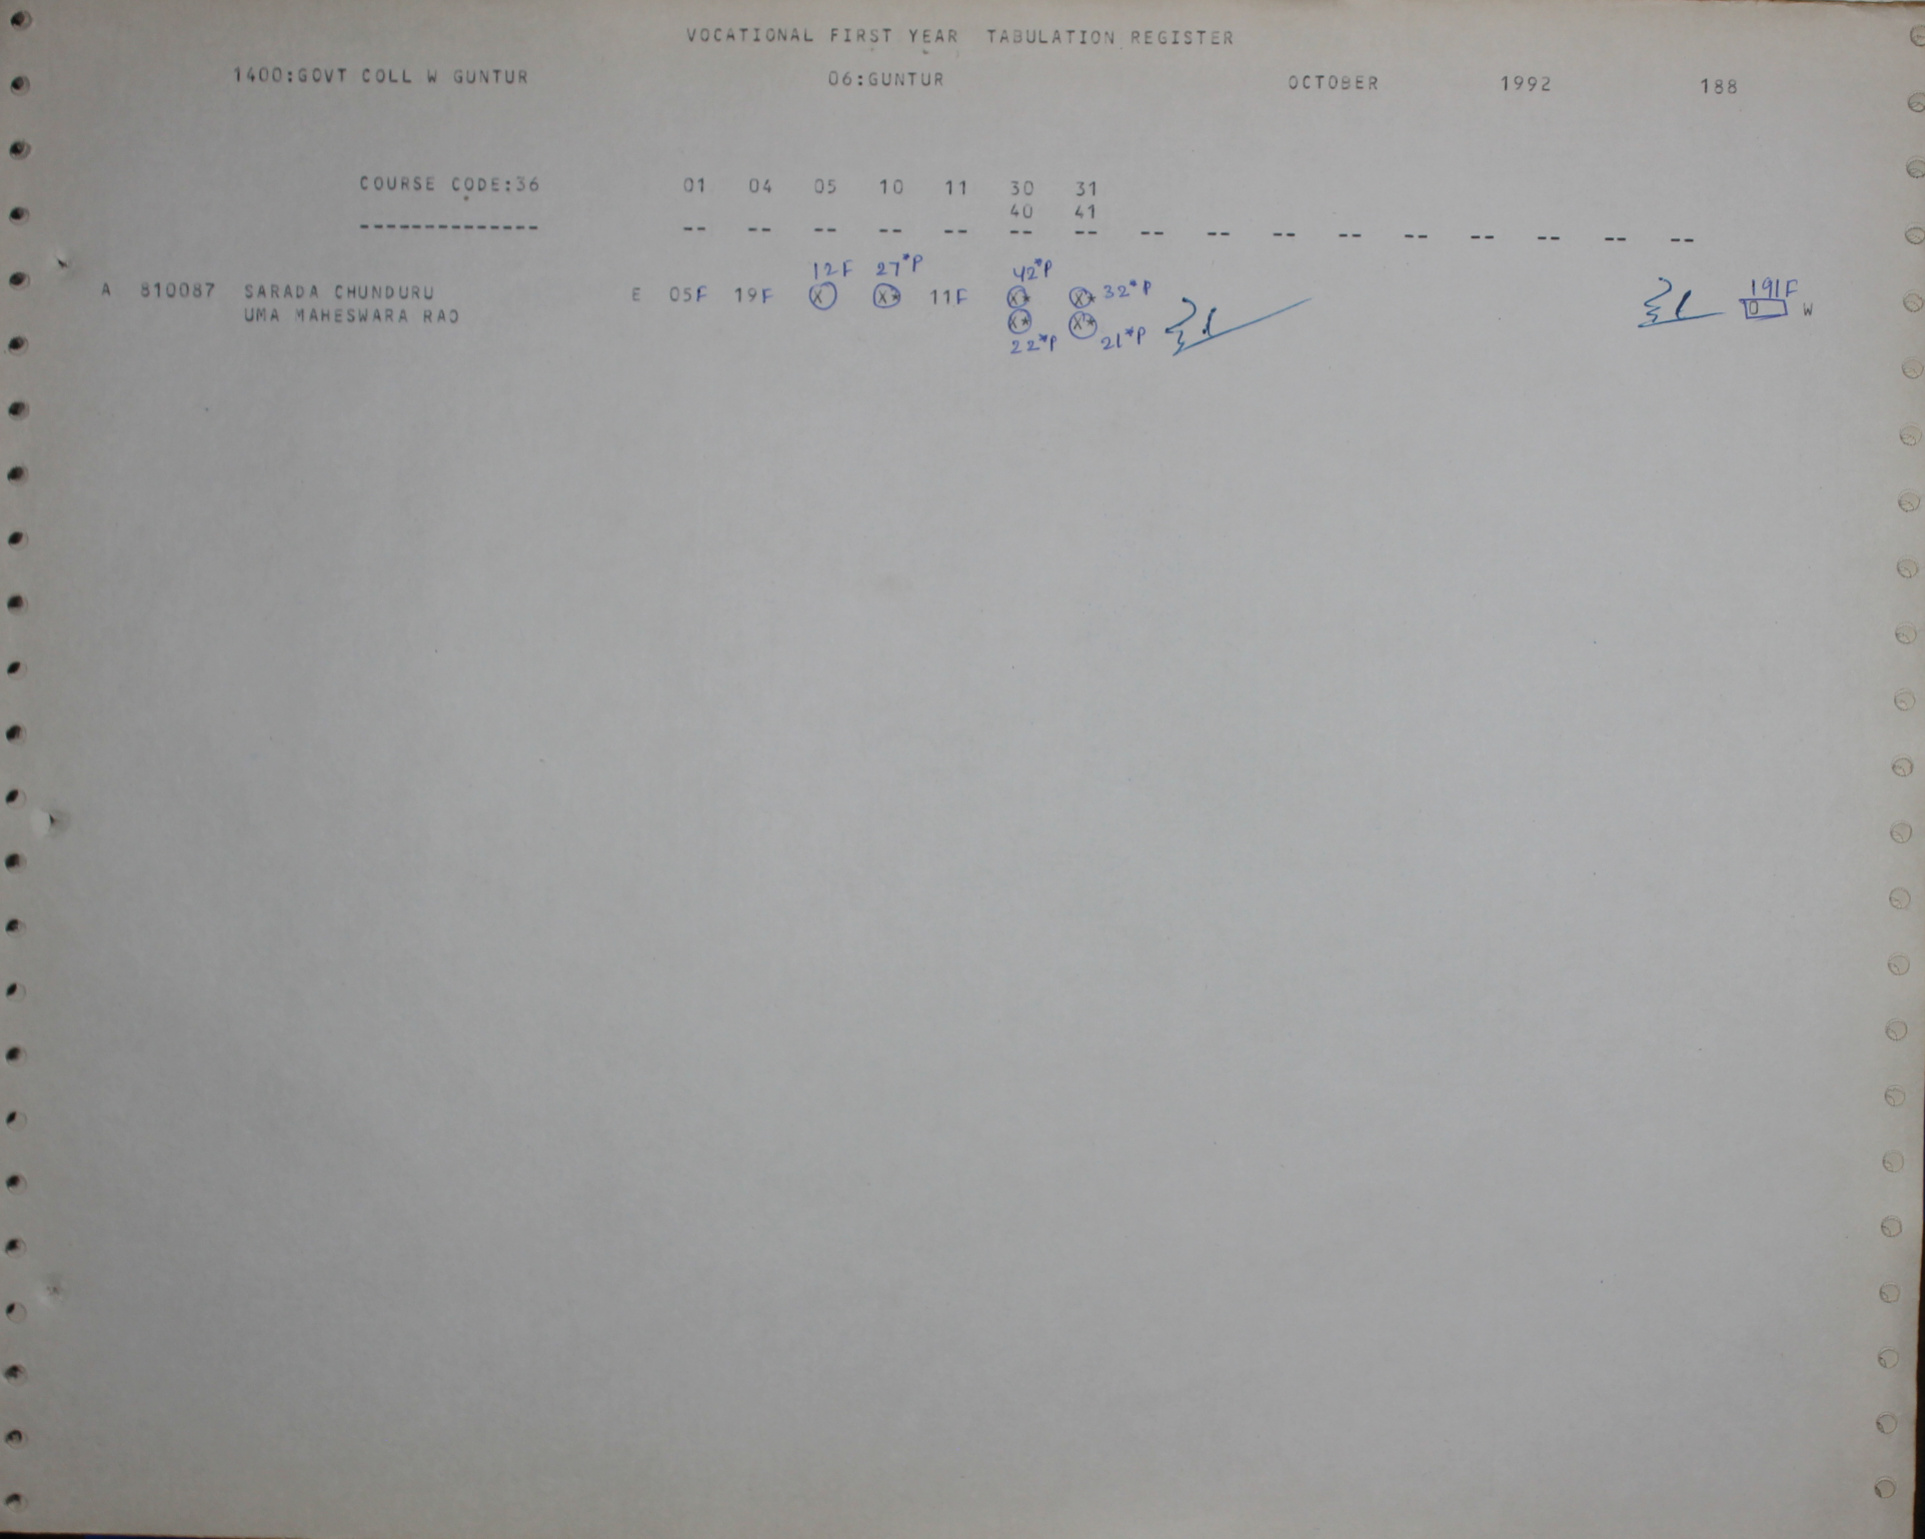 VOCATIONAL FIRST YEAR TABULATION REGISTER
1400:GOVT COLL W GUNTUR 06:GUNTUR OCTOBER 1992 188
COURSE CODE:36 01 04 05 10 11 30 31
40 41
-------------- -- -- -- -- -- -- -- -- -- -- -- -- -- -- -- --
12F 27*P 42*P
A 810087 SARADA CHUNDURU E 05F 19F X X* 11F X* X* 32*P 191F
UMA MAHESWARA RAO X* X* 0 W
22*P 21*P